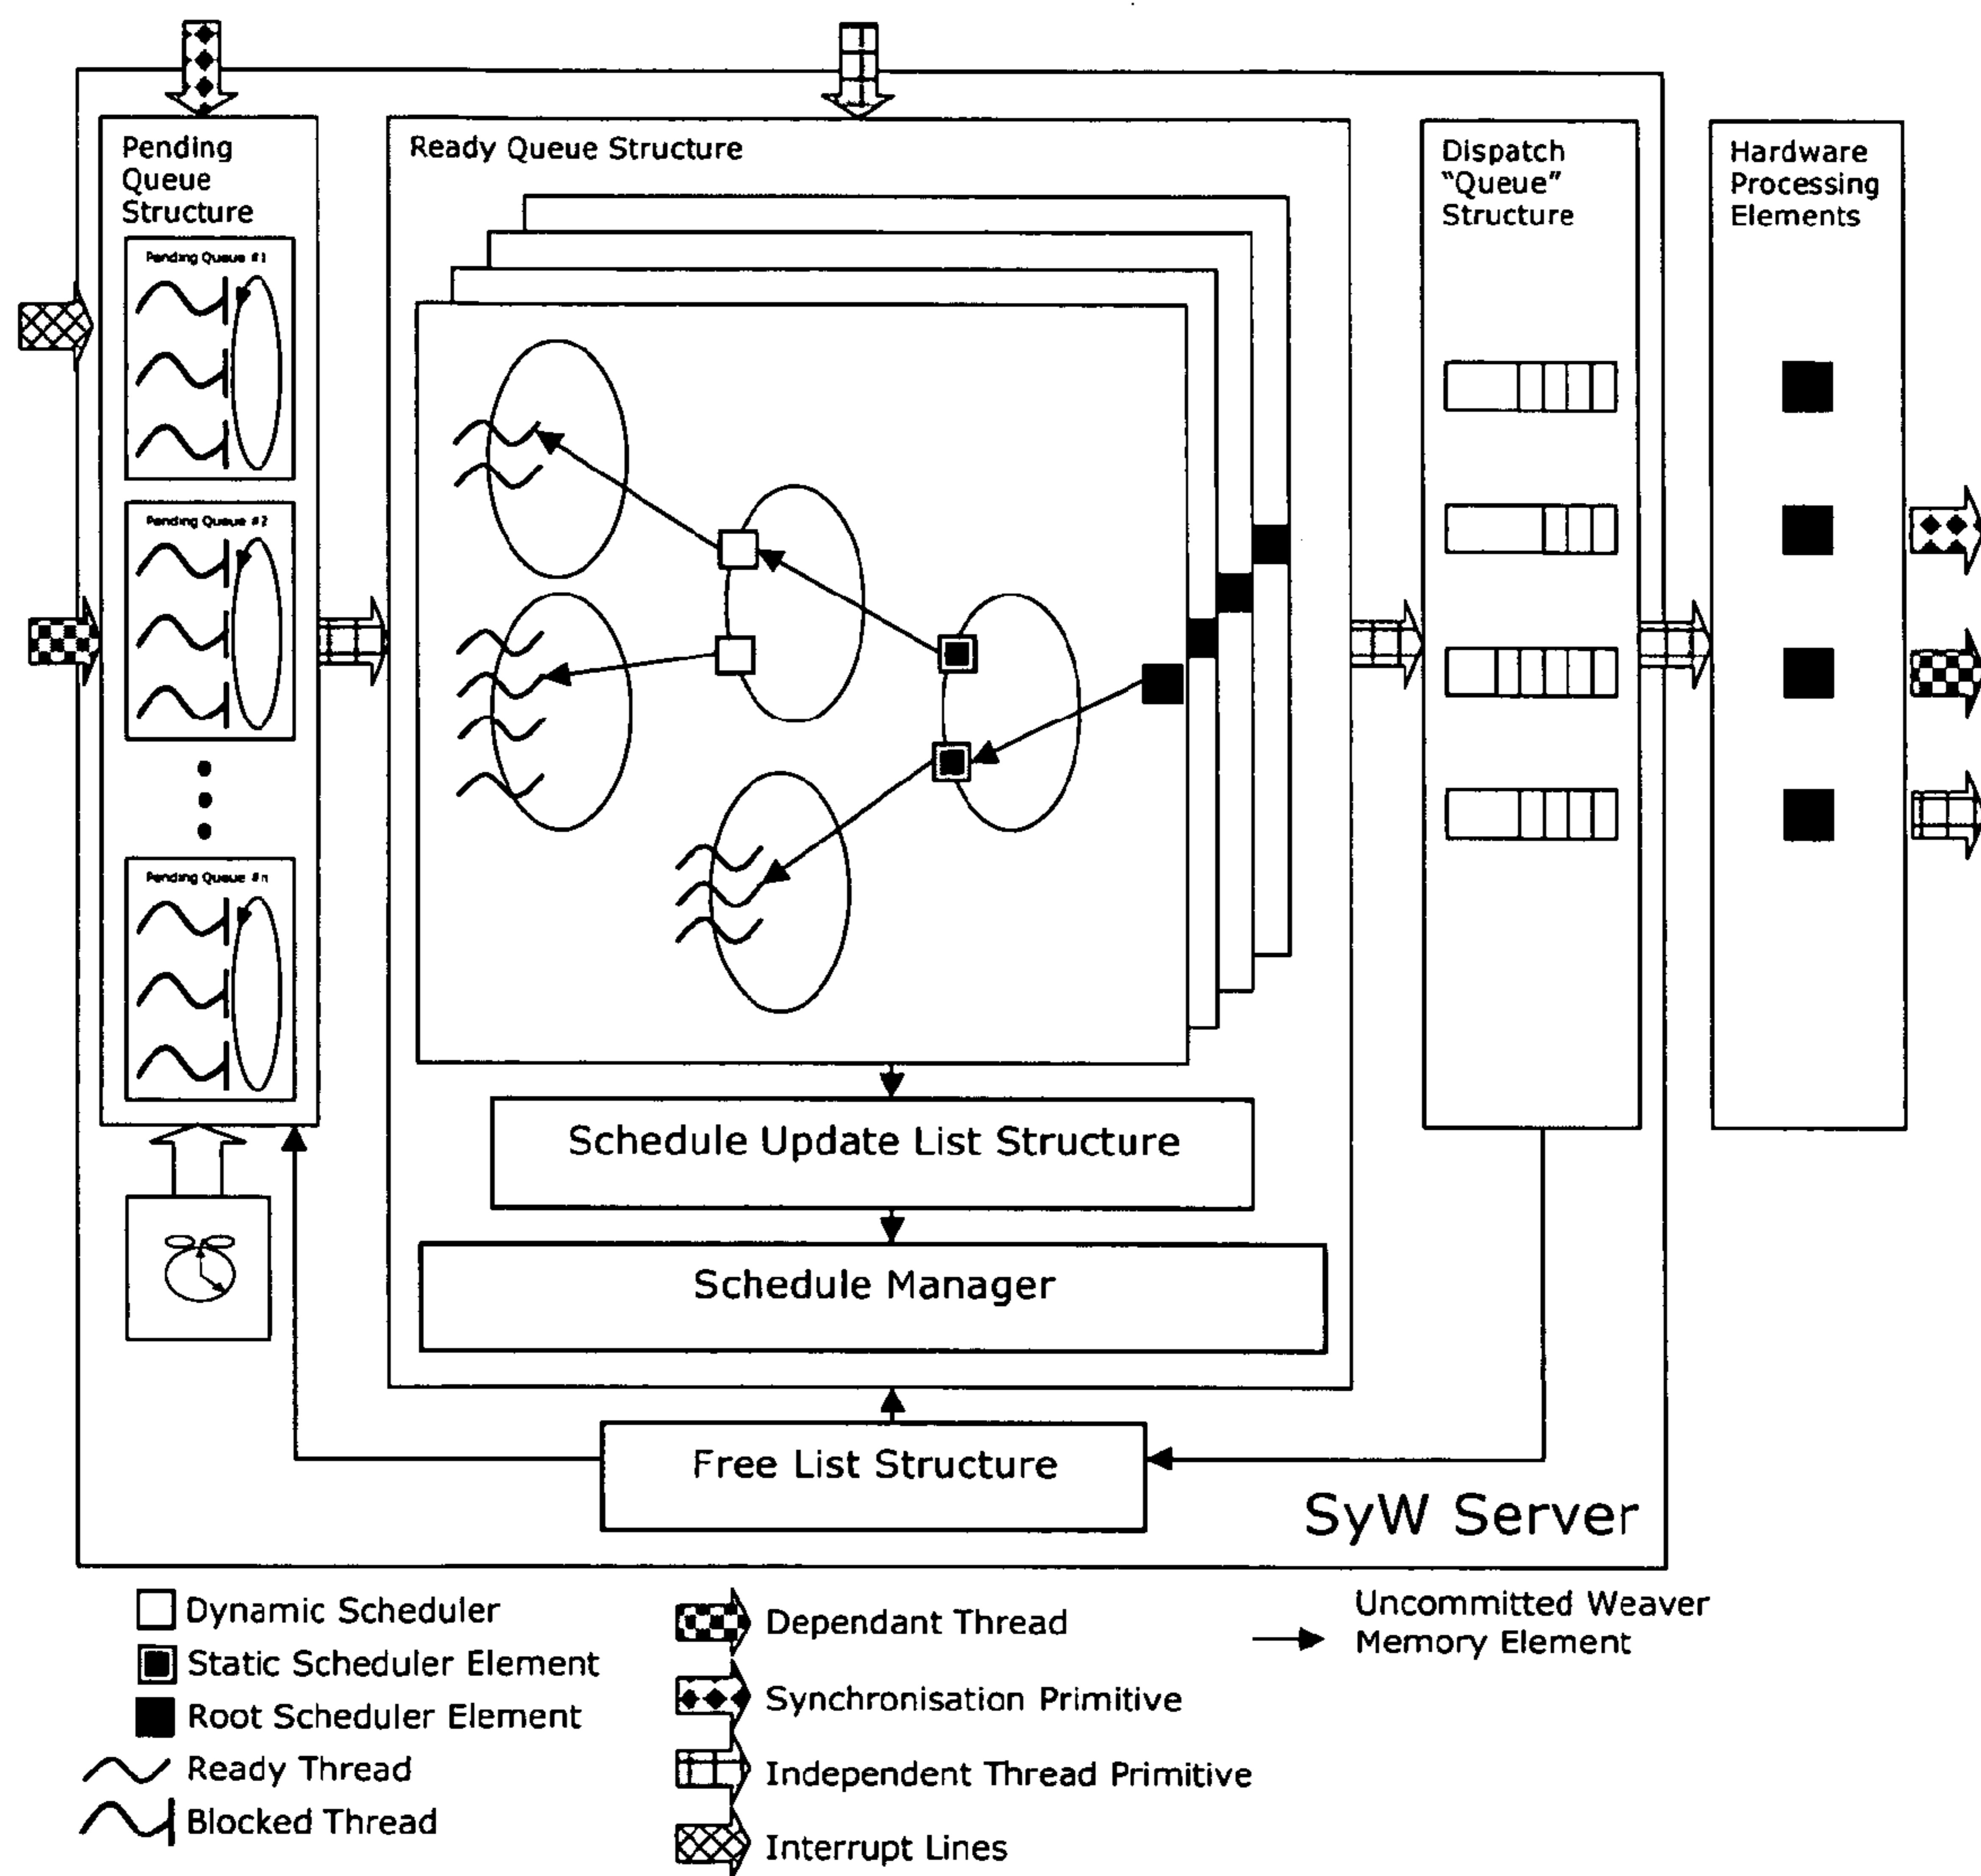 Pending
Queue
Structure
Pending Queue #1
Pending Queue #2
Pending Queue #n
Ready Queue Structure
Dispatch
“Queue”
Structure
Hardware
Processing
Elements
Schedule Update List Structure
Schedule Manager
Free List Structure
SyW Server
Dynamic Scheduler
Static Scheduler Element
Root Scheduler Element
Ready Thread
Blocked Thread
Dependant Thread
Synchronisation Primitive
Independent Thread Primitive
Interrupt Lines
Uncommitted Weaver
Memory Element